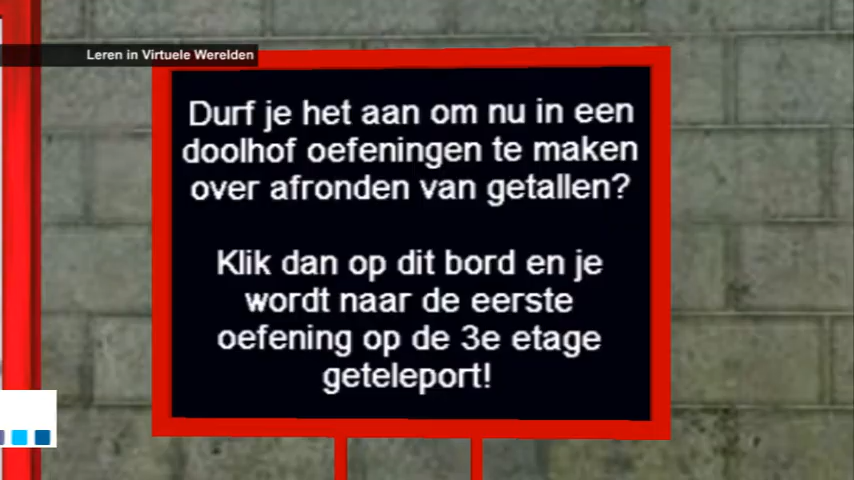 Leren in Virtuele Werelden
Durf je het aan om nu in een
doolhof oefeningen te maken
over afronden van getallen?
Klik dan op dit bord en je
wordt naar de eerste
oefening op de 3e etage
geteleport!